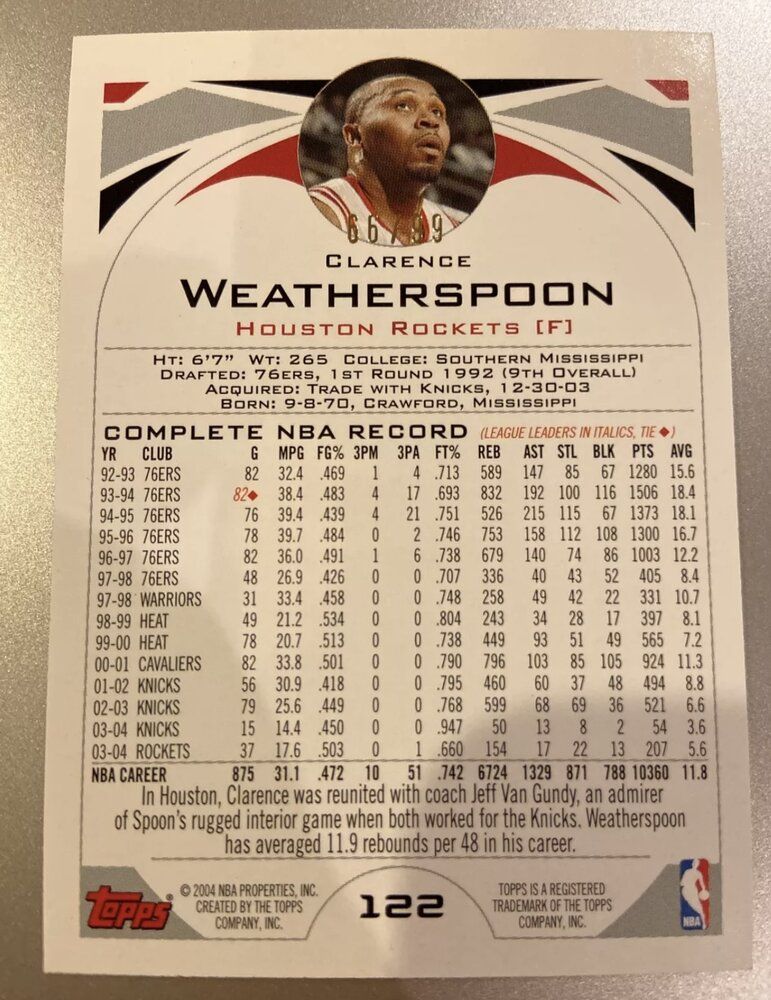 66/99
CLARENCE
WEATHERSPOON
HOUSTON ROCKETS [F]
HT: 6'7" WT: 265 COLLEGE: SOUTHERN MISSISSIPPI
DRAFTED: 76ERS, 1ST ROUND 1992 (9TH OVERALL)
ACQUIRED: TRADE WITH KNICKS, 12-30-03
BORN: 9-8-70, CRAWFORD, MISSISSIPPI
COMPLETE NBA RECORD (LEAGUE LEADERS IN ITALICS, TIE ◆)
YR CLUB G MPG FG% 3PM 3PA FT% REB AST STL BLK PTS AVG
92-93 76ERS 82 32.4 .469 1 4 .713 589 147 85 67 1280 15.6
93-94 76ERS 82◆ 38.4 .483 4 17 .693 832 192 100 116 1506 18.4
94-95 76ERS 76 39.4 .439 4 21 .751 526 215 115 67 1373 18.1
95-96 76ERS 78 39.7 .484 0 2 .746 753 158 112 108 1300 16.7
96-97 76ERS 82 36.0 .491 1 6 .738 679 140 74 86 1003 12.2
97-98 76ERS 48 26.9 .426 0 0 .707 336 40 43 52 405 8.4
97-98 WARRIORS 31 33.4 .458 0 0 .748 258 49 42 22 331 10.7
98-99 HEAT 49 21.2 .534 0 0 .804 243 34 28 17 397 8.1
99-00 HEAT 78 20.7 .513 0 0 .738 449 93 51 49 565 7.2
00-01 CAVALIERS 82 33.8 .501 0 0 .790 796 103 85 105 924 11.3
01-02 KNICKS 56 30.9 .418 0 0 .795 460 60 37 48 494 8.8
02-03 KNICKS 79 25.6 .449 0 0 .768 599 68 69 36 521 6.6
03-04 KNICKS 15 14.4 .450 0 0 .947 50 13 8 2 54 3.6
03-04 ROCKETS 37 17.6 .503 0 1 .660 154 17 22 13 207 5.6
NBA CAREER 875 31.1 .472 10 51 .742 6724 1329 871 788 10360 11.8
In Houston, Clarence was reunited with coach Jeff Van Gundy, an admirer
of Spoon's rugged interior game when both worked for the Knicks. Weatherspoon
has averaged 11.9 rebounds per 48 in his career.
Topps®
© 2004 NBA PROPERTIES, INC.
CREATED BY THE TOPPS
COMPANY, INC.
122
TOPPS IS A REGISTERED
TRADEMARK OF THE TOPPS
COMPANY, INC.
NBA